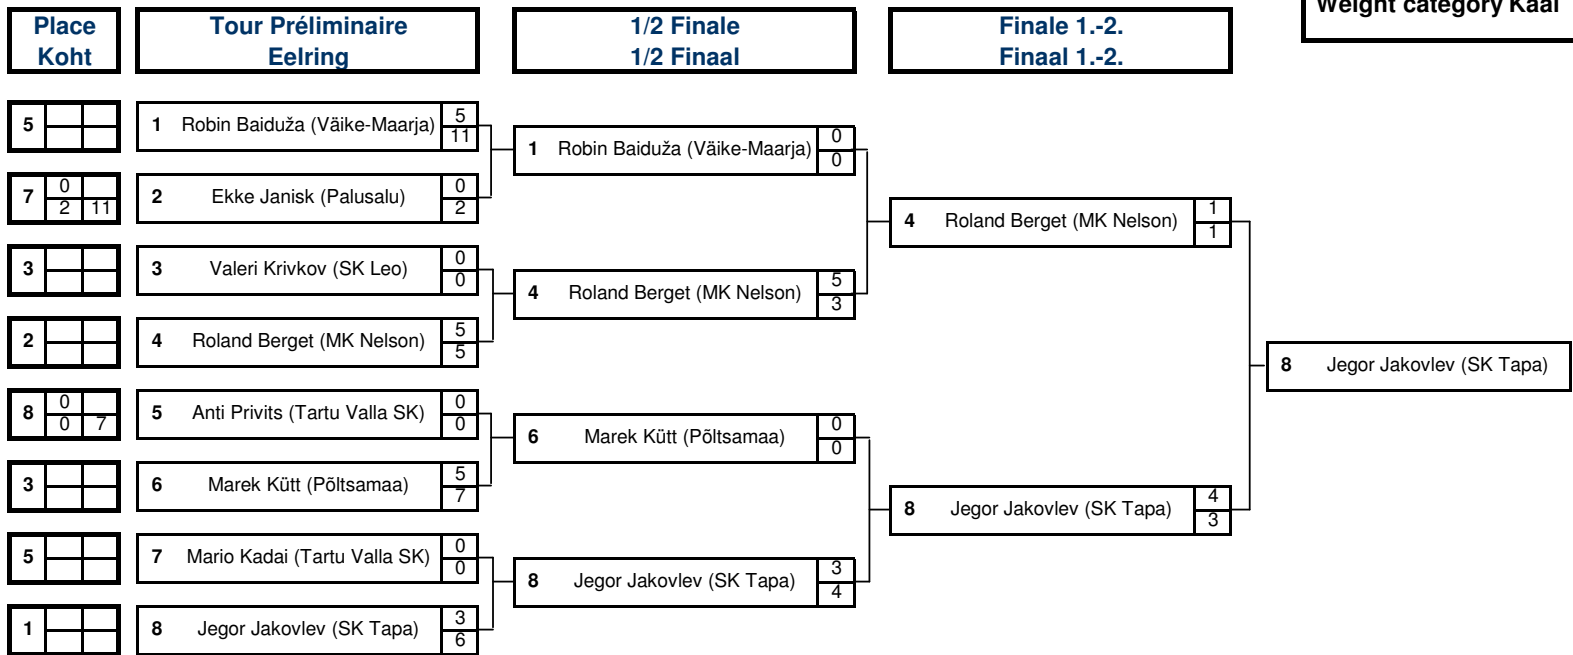 Weight category Kaal
Place Tour Préliminaire 1/2 Finale Finale 1.-2.
Koht Eelring 1/2 Finaal Finaal 1.-2.
5 1 Robin Baiduža (Väike-Maarja) 5
11
1 Robin Baiduža (Väike-Maarja) 0
0
7 0 2 Ekke Janisk (Palusalu) 0
2 11 2
4 Roland Berget (MK Nelson) 1
1
3 3 Valeri Krivkov (SK Leo) 0
0
4 Roland Berget (MK Nelson) 5
3
2 4 Roland Berget (MK Nelson) 5
5
8 Jegor Jakovlev (SK Tapa)
8 0 5 Anti Privits (Tartu Valla SK) 0
0 7 0
6 Marek Kütt (Põltsamaa) 0
0
3 6 Marek Kütt (Põltsamaa) 5
7
8 Jegor Jakovlev (SK Tapa) 4
3
5 7 Mario Kadai (Tartu Valla SK) 0
0
8 Jegor Jakovlev (SK Tapa) 3
4
1 8 Jegor Jakovlev (SK Tapa) 3
6